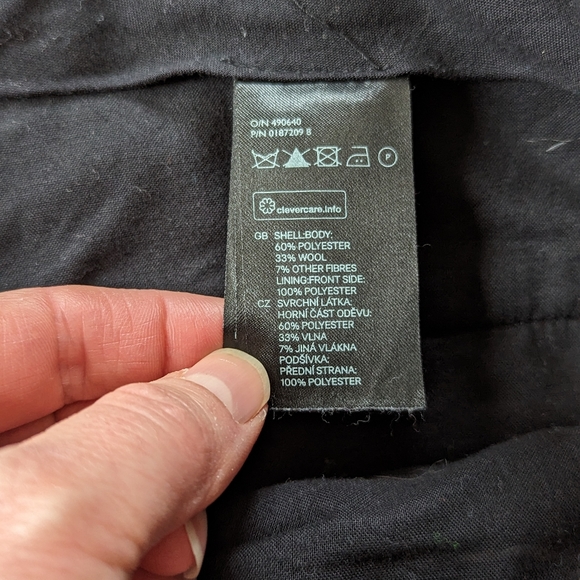 O/N 490640
P/N 0187209 8
P
clevercare.info
GB SHELL:BODY:
60% POLYESTER
33% WOOL
7% OTHER FIBRES
LINING:FRONT SIDE:
100% POLYESTER
CZ SVRCHNÍ LÁTKA:
HORNÍ ČÁST ODĚVU:
60% POLYESTER
33% VLNA
7% JINÁ VLÁKNA
PODŠÍVKA:
PŘEDNÍ STRANA:
100% POLYESTER